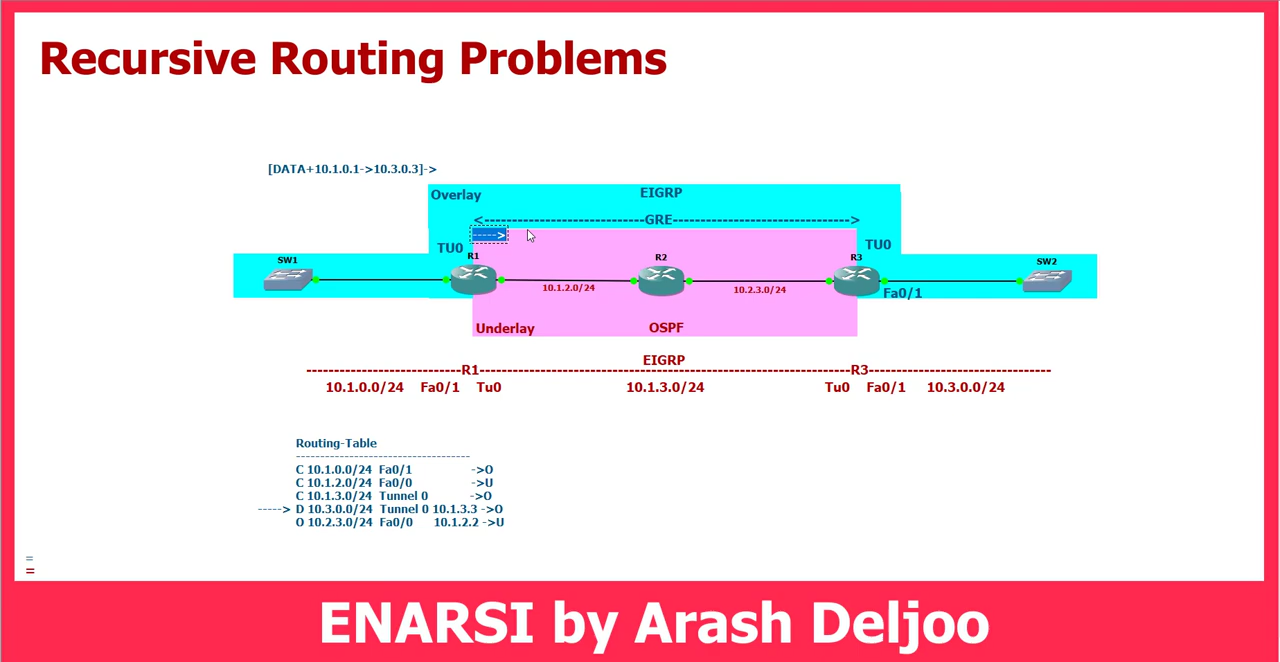 Recursive Routing Problems
[DATA+10.1.0.1->10.3.0.3]->
Overlay
EIGRP
<-----------------------------GRE--------------------------------->
----->
TU0
TU0
SW1
R1
R2
R3
SW2
10.1.2.0/24
10.2.3.0/24
Fa0/1
Underlay
OSPF
EIGRP
-----------------------------R1---------------------------------------------------------------------R3----------------------------------
10.1.0.0/24 Fa0/1 Tu0 10.1.3.0/24 Tu0 Fa0/1 10.3.0.0/24
Routing-Table
-----------------------------------
C 10.1.0.0/24 Fa0/1 ->O
C 10.1.2.0/24 Fa0/0 ->U
C 10.1.3.0/24 Tunnel 0 ->O
-----> D 10.3.0.0/24 Tunnel 0 10.1.3.3 ->O
O 10.2.3.0/24 Fa0/0 10.1.2.2 ->U
=
=
ENARSI by Arash Deljoo